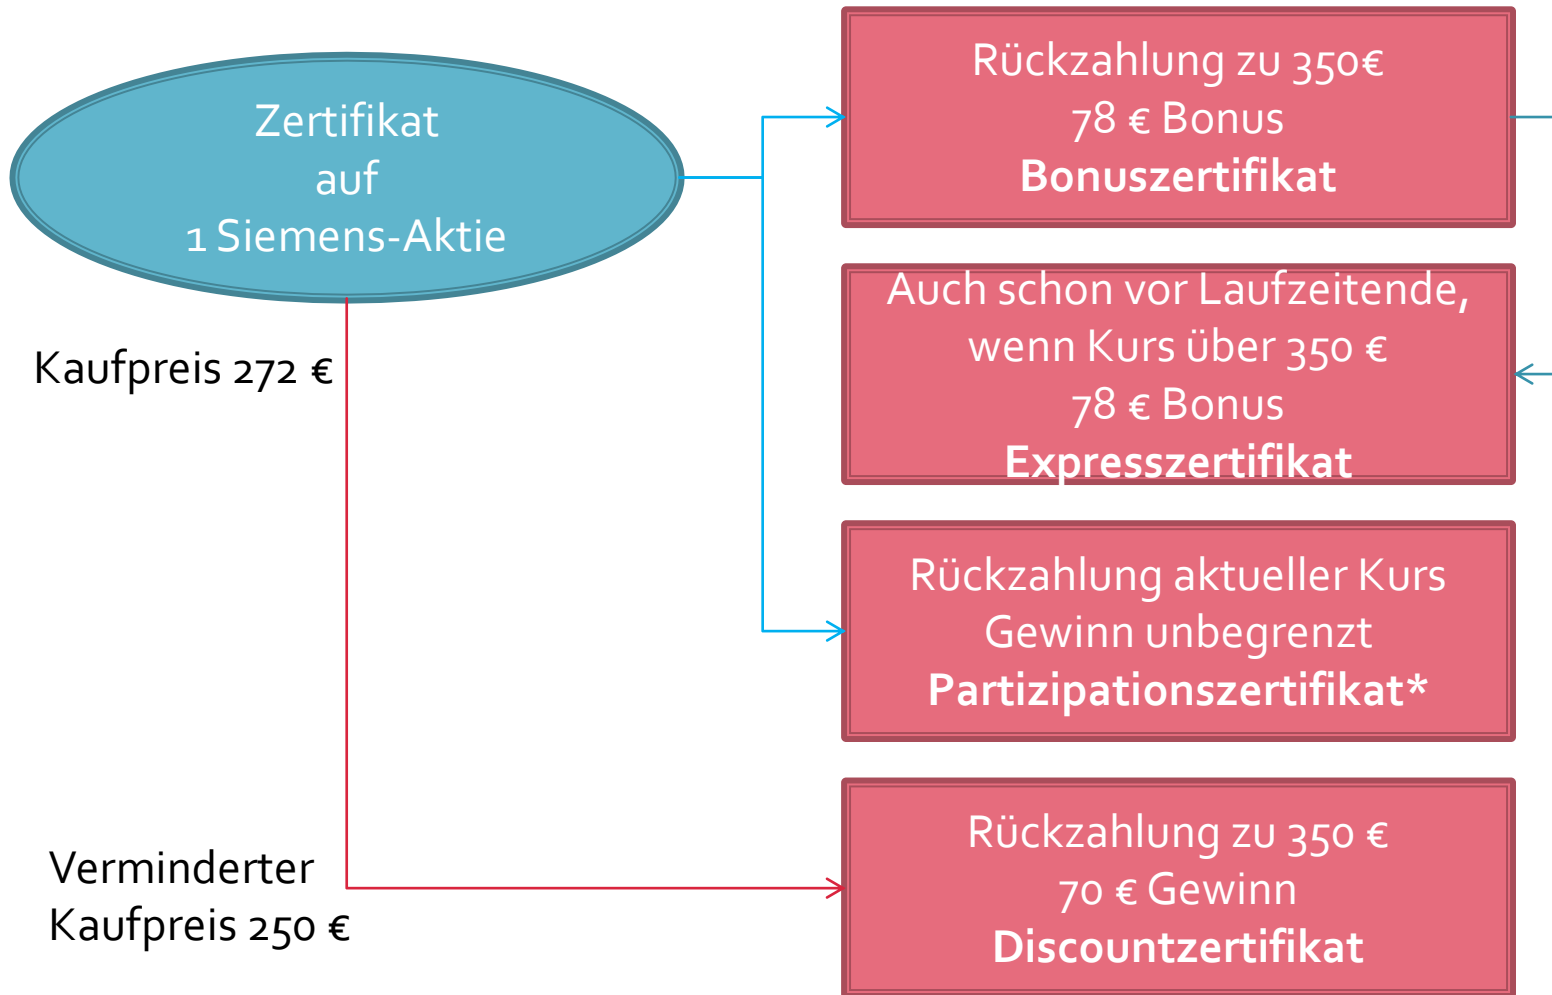 Zertifikat
auf
1 Siemens-Aktie
Kaufpreis 272 €
Verminderter
Kaufpreis 250 €
Rückzahlung zu 350€
78 € Bonus
Bonuszertifikat
Auch schon vor Laufzeitende,
wenn Kurs über 350 €
78 € Bonus
Expresszertifikat
Rückzahlung aktueller Kurs
Gewinn unbegrenzt
Partizipationszertifikat*
Rückzahlung zu 350 €
70 € Gewinn
Discountzertifikat